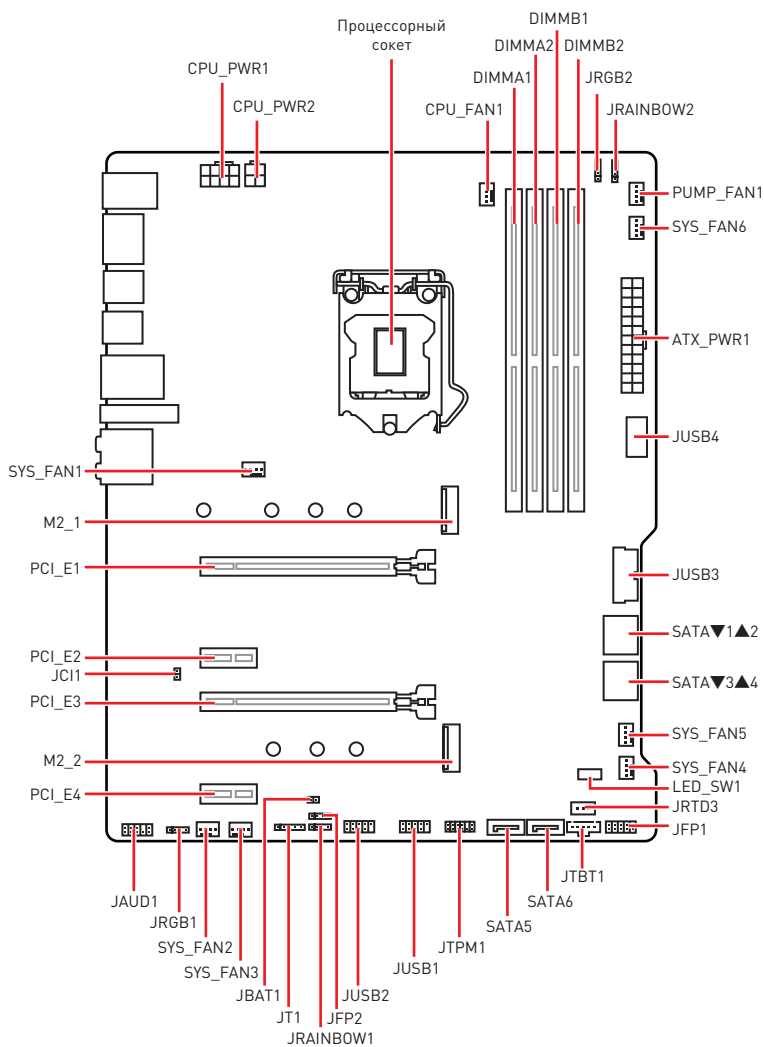 DIMMB1
Процессорный
сокет
DIMMA2
DIMMB2
CPU_PWR1
DIMMA1
JRGB2
CPU_PWR2
CPU_FAN1
JRAINBOW2
PUMP_FAN1
SYS_FAN6
ATX_PWR1
JUSB4
SYS_FAN1
M2_1
PCI_E1
JUSB3
SATA▼1▲2
PCI_E2
JCI1
SATA▼3▲4
PCI_E3
SYS_FAN5
M2_2
SYS_FAN4
LED_SW1
PCI_E4
JRTD3
JFP1
JTBT1
JAUD1
SATA6
JRGB1
SATA5
SYS_FAN2
JTPM1
SYS_FAN3
JUSB1
JBAT1
JUSB2
JT1
JFP2
JRAINBOW1